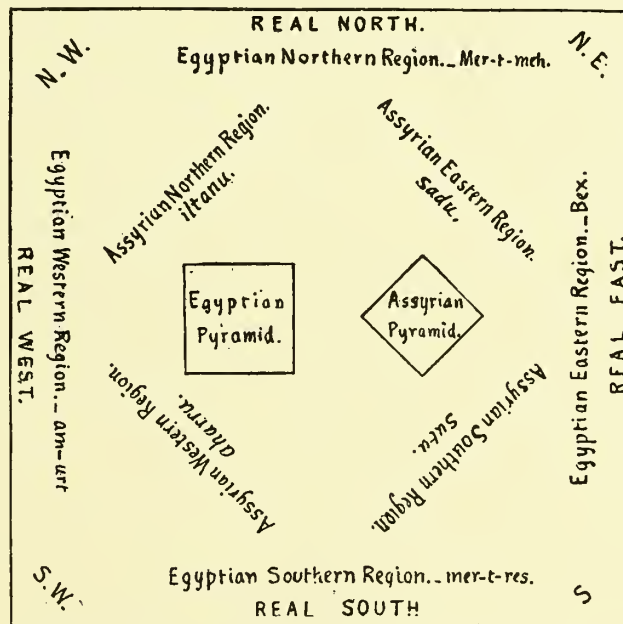 REAL NORTH.
N.W.
Egyptian Northern Region._ Mer-t-meh.
N.E.
Assyrian Northern Region.
iltanu.
Assyrian Eastern Region.
sadu,
REAL WEST.
Egyptian Western Region._ am-urt
Egyptian
Pyramid.
Assyrian
Pyramid.
Egyptian Eastern Region._ Bex.
REAL EAST.
Assyrian Western Region.
aharru.
Assyrian Southern Region.
sutu.
S.W.
Egyptian Southern Region._ mer-t-res.
S
REAL SOUTH